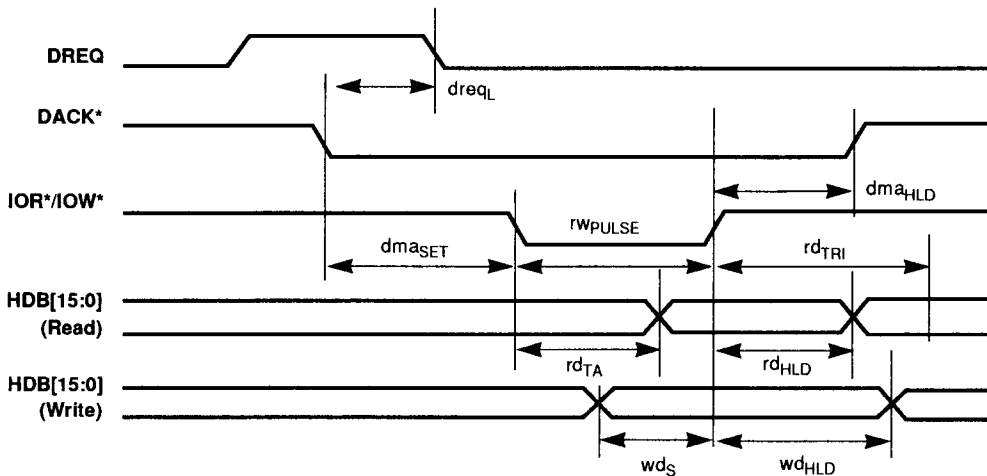 DREQ
dreqL
DACK*
dmaHLD
IOR*/IOW*
rwPULSE
dmaSET
rdTRI
HDB[15:0]
(Read)
rdTA
rdHLD
HDB[15:0]
(Write)
wdS
wdHLD